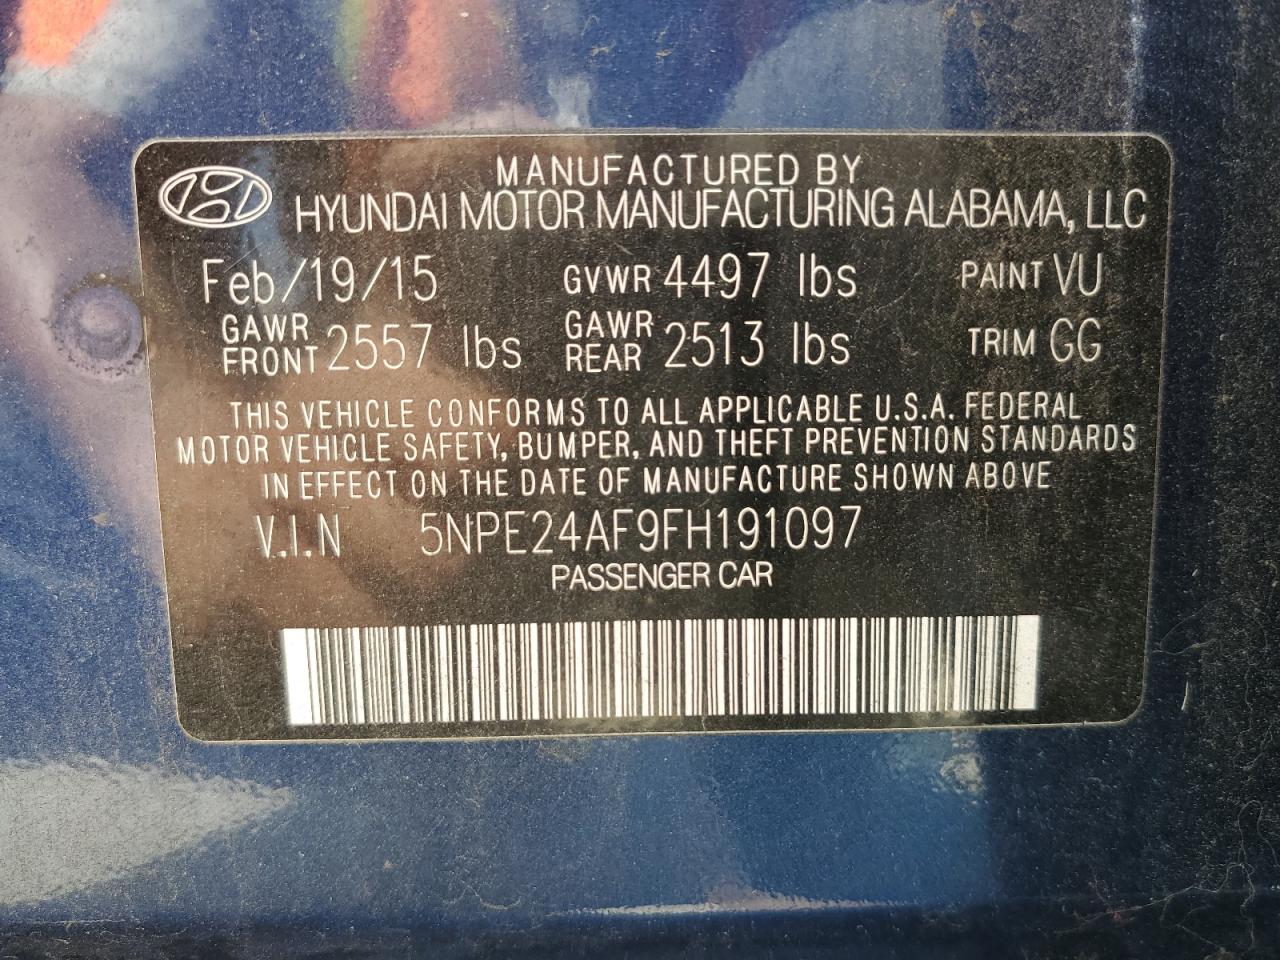 MANUFACTURED BY
HYUNDAI MOTOR MANUFACTURING ALABAMA, LLC
Feb/19/15 GVWR 4497 lbs PAINT VU
GAWR FRONT 2557 lbs GAWR REAR 2513 lbs TRIM GG
THIS VEHICLE CONFORMS TO ALL APPLICABLE U.S.A. FEDERAL
MOTOR VEHICLE SAFETY, BUMPER, AND THEFT PREVENTION STANDARDS
IN EFFECT ON THE DATE OF MANUFACTURE SHOWN ABOVE
V.I.N 5NPE24AF9FH191097
PASSENGER CAR